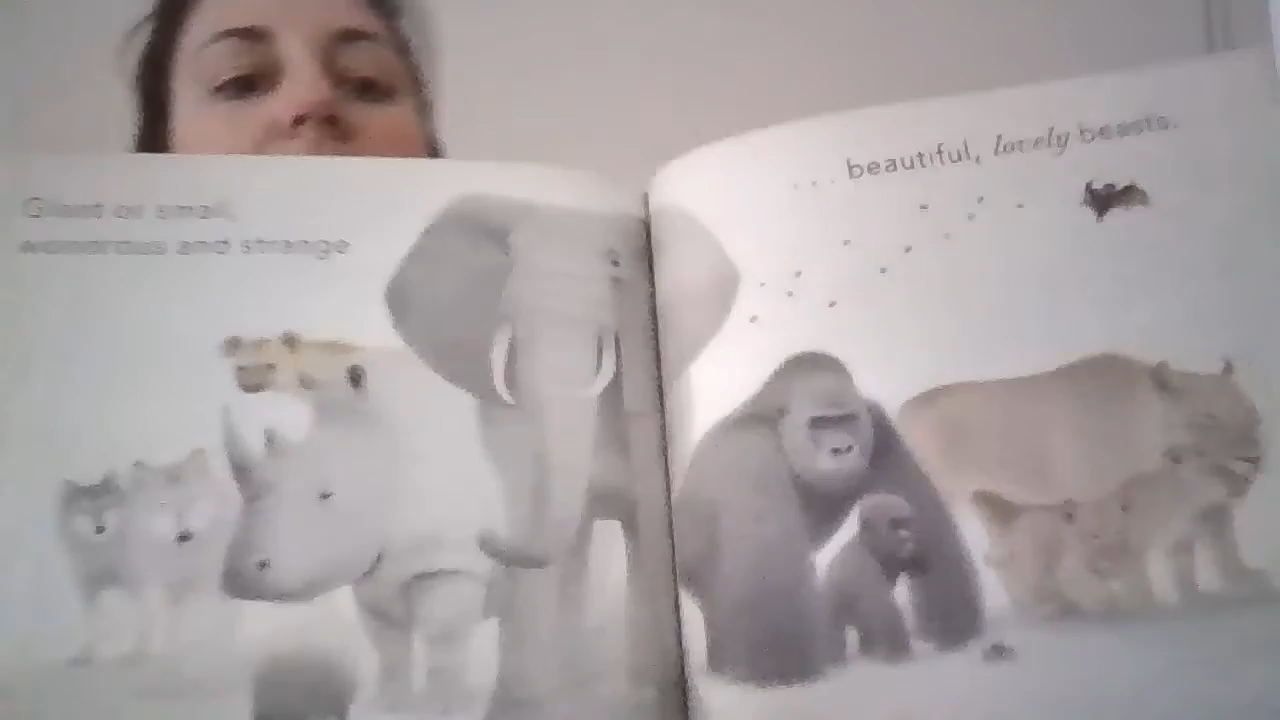 Giant or small,
wondrous and strange
... beautiful, lovely beasts.